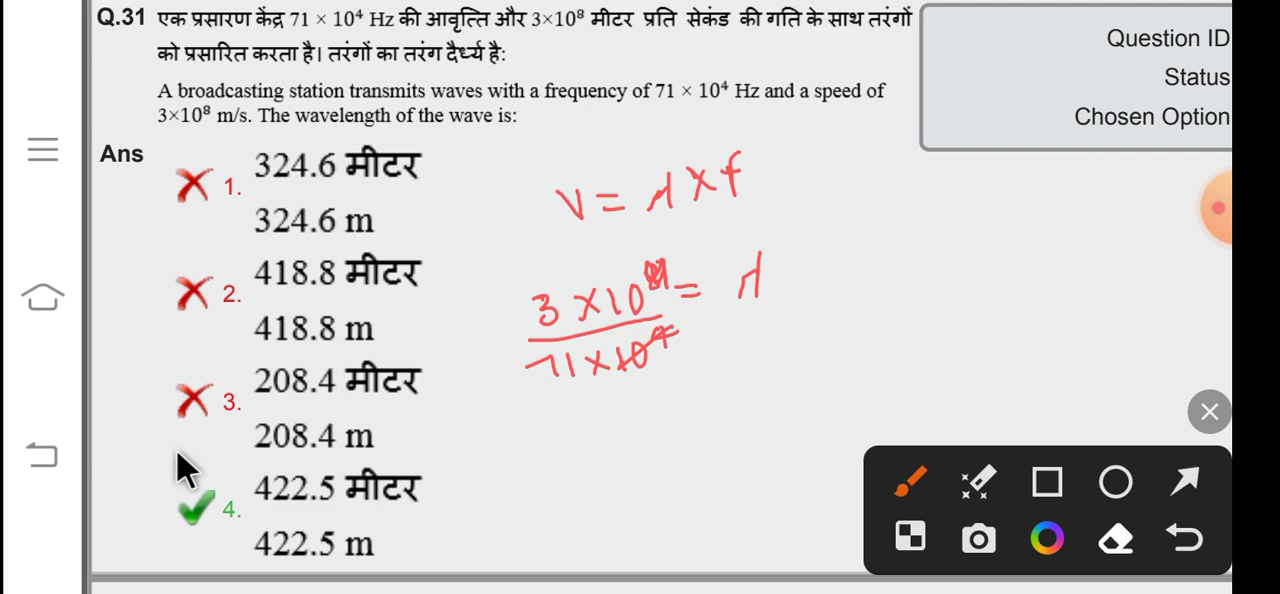 Q.31 एक प्रसारण केंद्र 71 × 10⁴ Hz की आवृत्ति और 3×10⁸ मीटर प्रति सेकंड की गति के साथ तरंगों
को प्रसारित करता है। तरंगों का तरंग दैर्ध्य है:
A broadcasting station transmits waves with a frequency of 71 × 10⁴ Hz and a speed of
3×10⁸ m/s. The wavelength of the wave is:
Ans
1. 324.6 मीटर
324.6 m
2. 418.8 मीटर
418.8 m
3. 208.4 मीटर
208.4 m
4. 422.5 मीटर
422.5 m
v = λ × f
3 × 10⁴ = λ
71 × 10⁴
Question ID
Status
Chosen Option